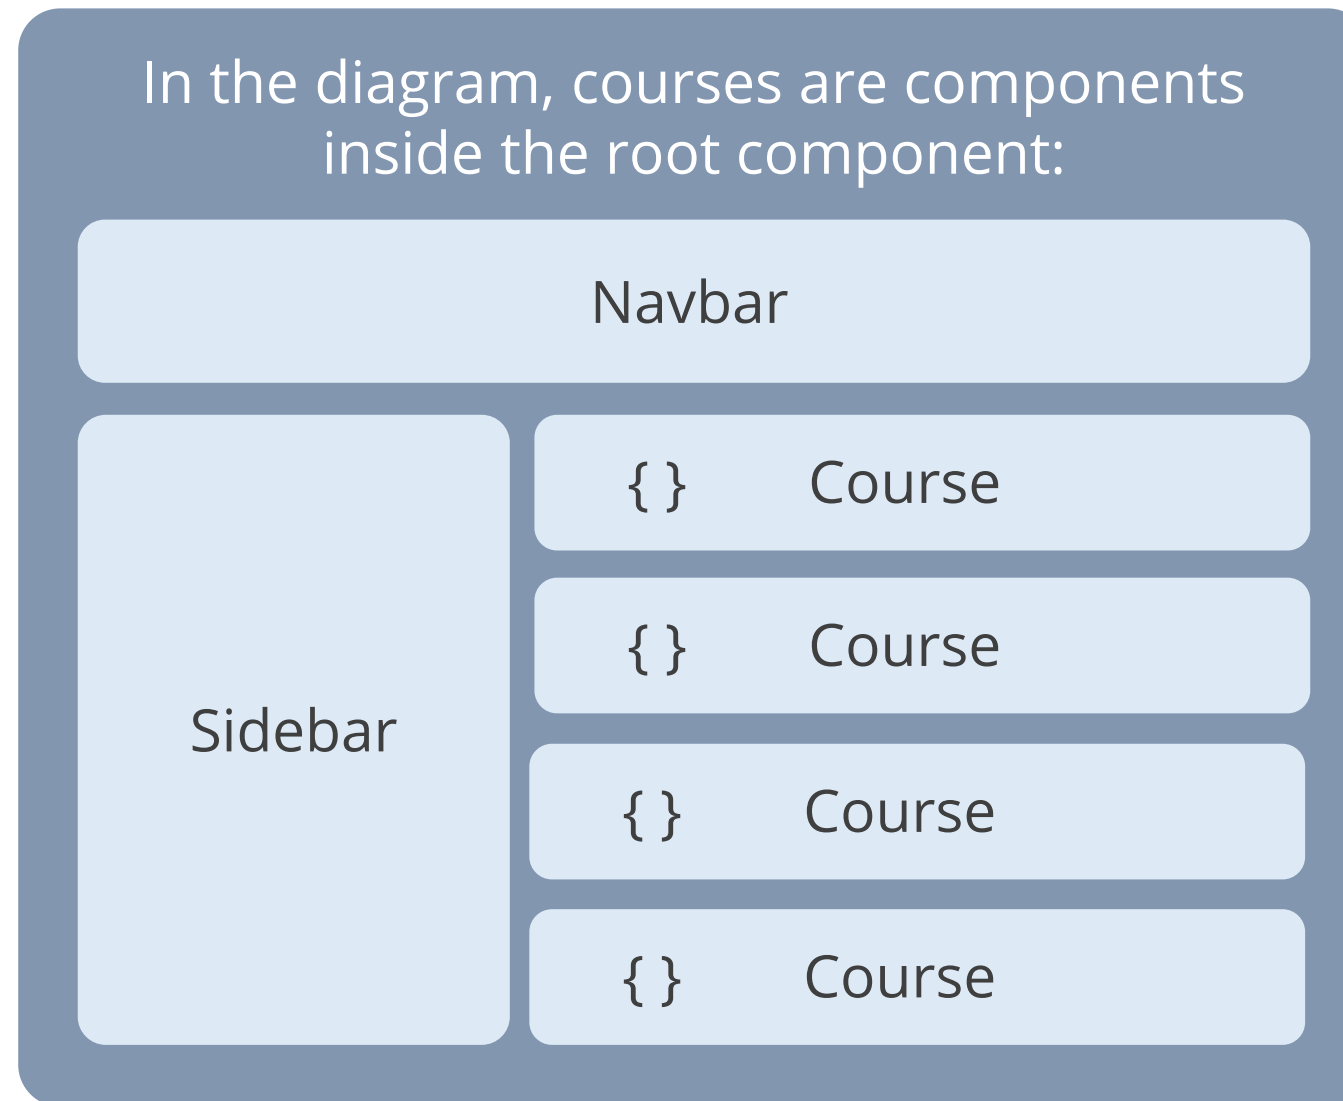 In the diagram, courses are components
inside the root component:
Navbar
Sidebar
{ } Course
{ } Course
{ } Course
{ } Course